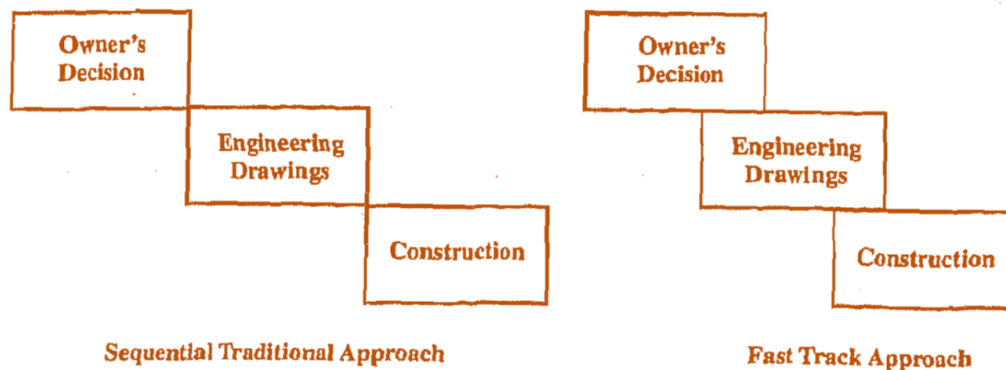 Owner's
Decision
Engineering
Drawings
Construction
Sequential Traditional Approach
Owner's
Decision
Engineering
Drawings
Construction
Fast Track Approach